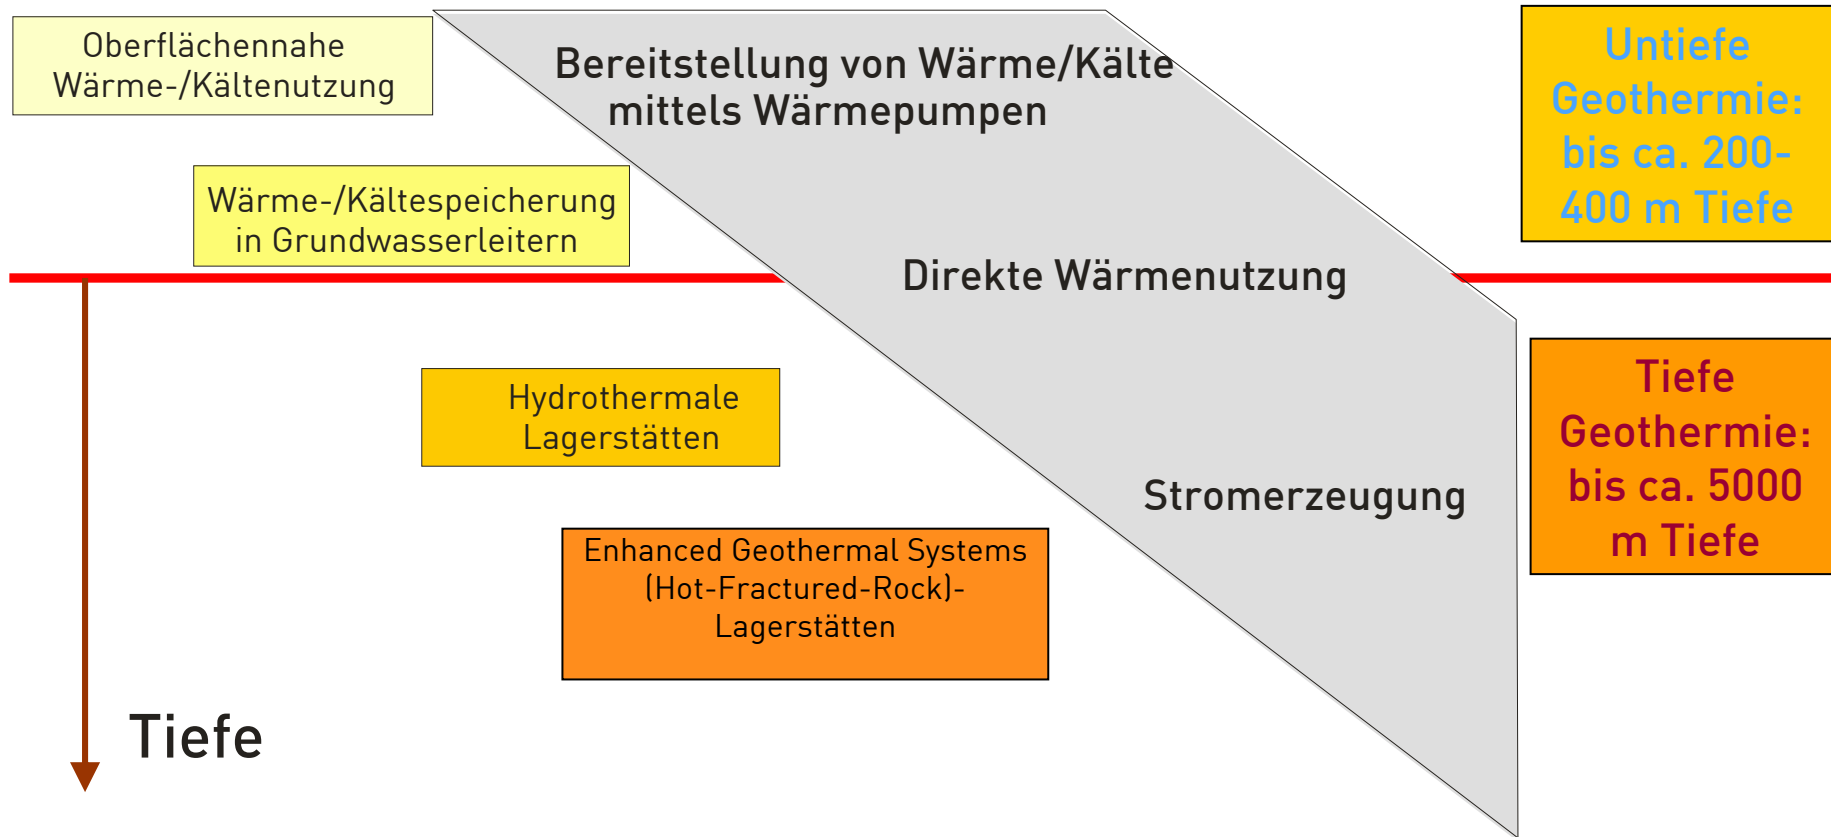 Oberflächennahe
Wärme-/Kältenutzung
Bereitstellung von Wärme/Kälte
mittels Wärmepumpen
Untiefe
Geothermie:
bis ca. 200-
400 m Tiefe
Wärme-/Kältespeicherung
in Grundwasserleitern
Direkte Wärmenutzung
Hydrothermale
Lagerstätten
Tiefe
Geothermie:
bis ca. 5000
m Tiefe
Stromerzeugung
Enhanced Geothermal Systems
(Hot-Fractured-Rock)-
Lagerstätten
Tiefe